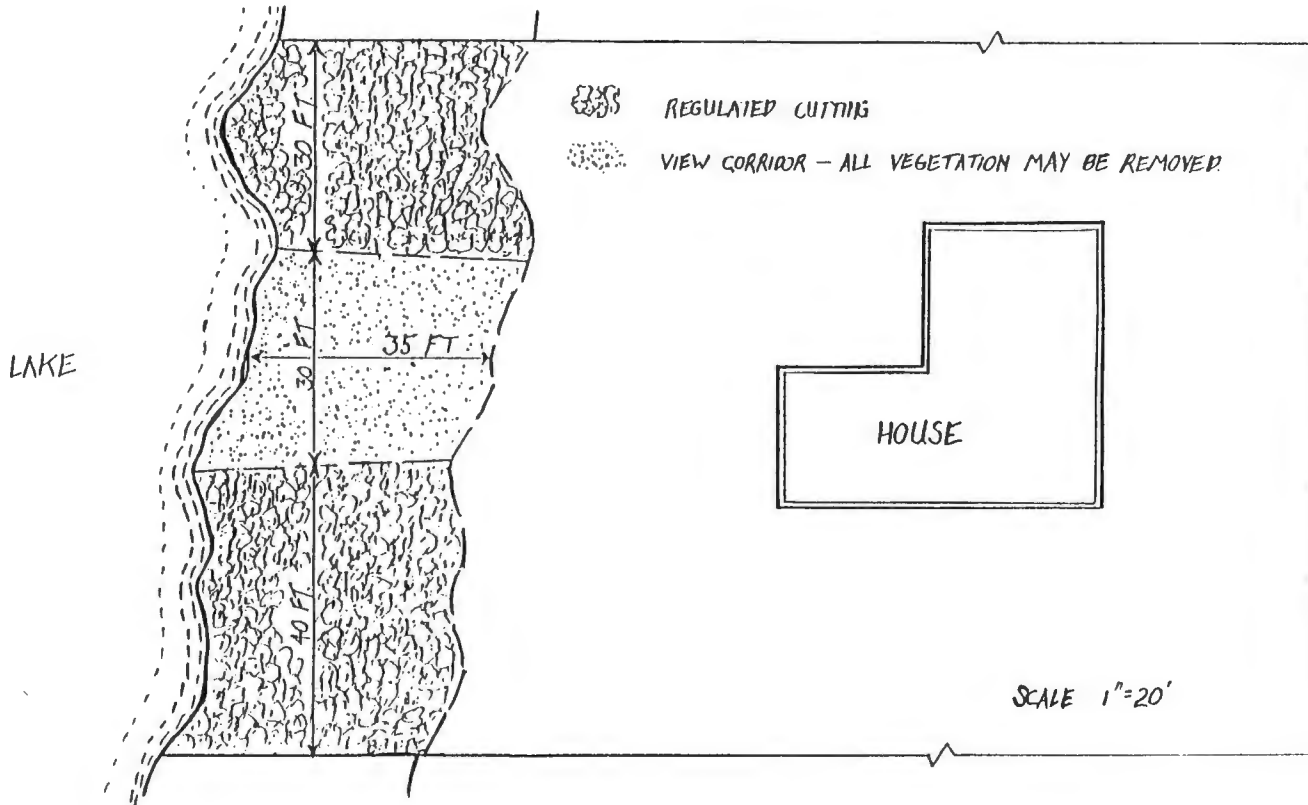 REGULATED CUTTING
VIEW CORRIDOR – ALL VEGETATION MAY BE REMOVED.
30 FT
30 FT
35 FT
LAKE
HOUSE
40 FT.
SCALE 1"=20'